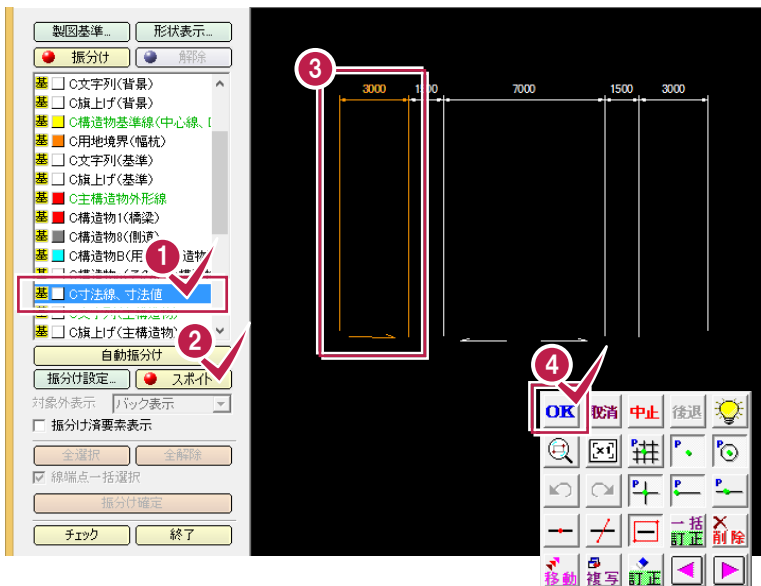 製図基準...
形状表示...
振分け
解除
基 C文字列(背景)
基 C旗上げ(背景)
基 C構造物基準線(中心線、
基 C用地境界(幅杭)
基 C文字列(基準)
基 C旗上げ(基準)
基 C主構造物外形線
基 C構造物1(橋梁)
基 C構造物8(側道)
基 C構造物B(用 造物
基 C寸法線、寸法値
基 C旗上げ(主構造物)
自動振分け
振分け設定...
スポイト
対象外表示
バック表示
振分け済要素表示
全選択
全解除
線端点一括選択
振分け確定
チェック
終了
1
2
3
3000
1500
7000
1500
3000
4
OK
取消
中止
後退
×1
P
P
P
P
P
P
一括訂正
削除
移動
複写
訂正